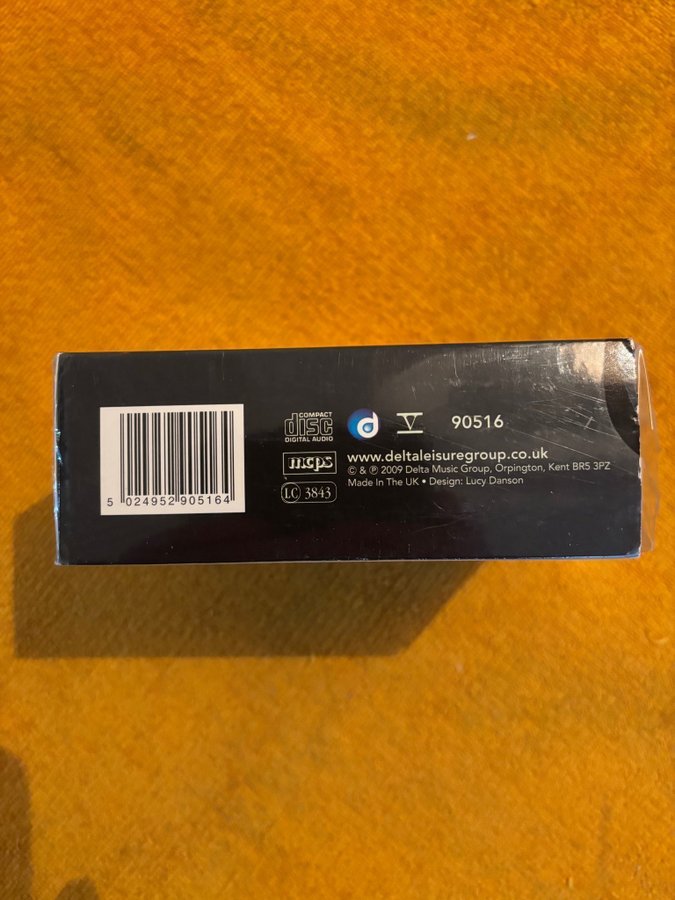 5 024952 905164
COMPACT
disc
DIGITAL AUDIO
d
V
90516
mcps
LC 3843
www.deltaleisuregroup.co.uk
© & ℗ 2009 Delta Music Group, Orpington, Kent BR5 3PZ
Made In The UK • Design: Lucy Danson